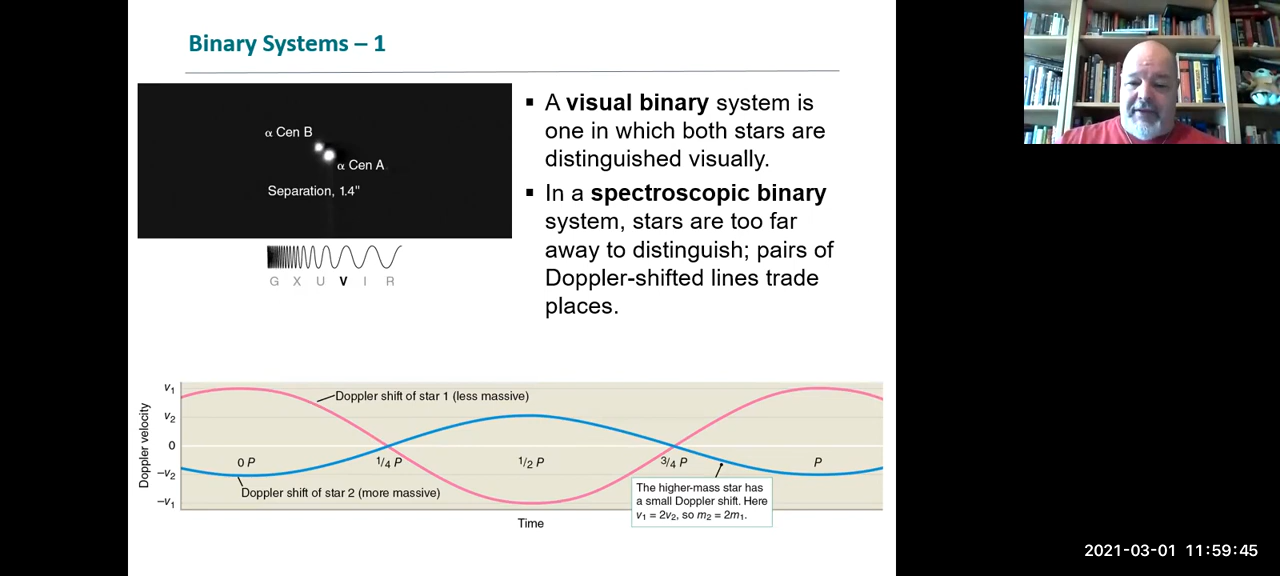 Binary Systems – 1
α Cen B
α Cen A
Separation, 1.4"
G X U V I R
▪ A visual binary system is
one in which both stars are
distinguished visually.
▪ In a spectroscopic binary
system, stars are too far
away to distinguish; pairs of
Doppler-shifted lines trade
places.
Doppler velocity
v1
v2
0
−v2
−v1
Doppler shift of star 1 (less massive)
0 P 1/4 P 1/2 P 3/4 P P
Doppler shift of star 2 (more massive)
The higher-mass star has
a small Doppler shift. Here
v1 = 2v2, so m2 = 2m1.
Time
2021-03-01 11:59:45